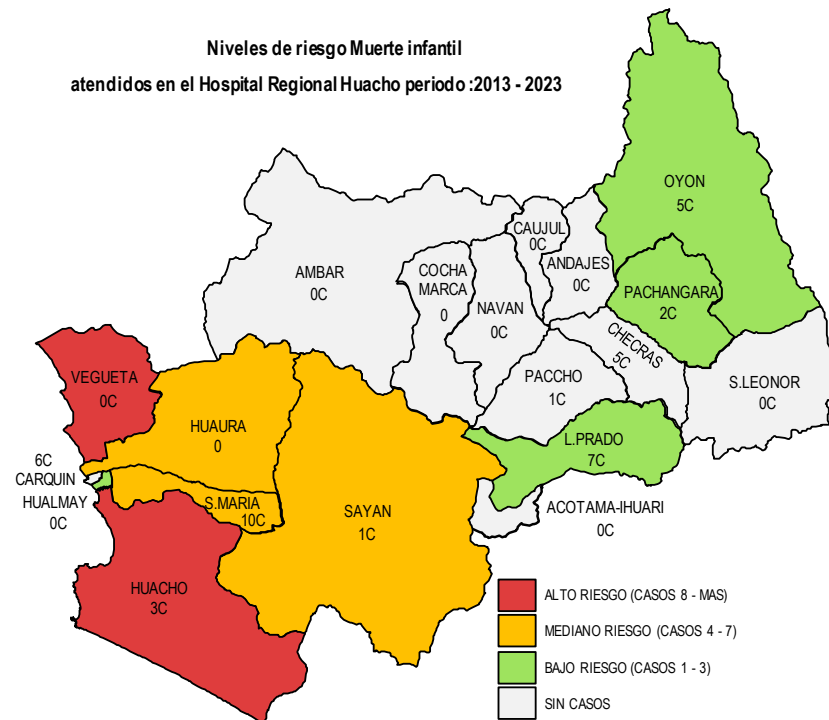 Niveles de riesgo Muerte infantil
atendidos en el Hospital Regional Huacho periodo :2013 - 2023
OYON
5C
CAUJUL
0C
ANDAJES
0C
AMBAR
0C
COCHA
MARCA
0
NAVAN
0C
PACHANGARA
2C
CHECRAS
5C
PACCHO
1C
S.LEONOR
0C
VEGUETA
0C
HUAURA
0
L.PRADO
7C
6C
CARQUIN
HUALMAY
0C
S.MARIA
10C
SAYAN
1C
ACOTAMA-IHUARI
0C
HUACHO
3C
ALTO RIESGO (CASOS 8 - MAS)
MEDIANO RIESGO (CASOS 4 - 7)
BAJO RIESGO (CASOS 1 - 3)
SIN CASOS